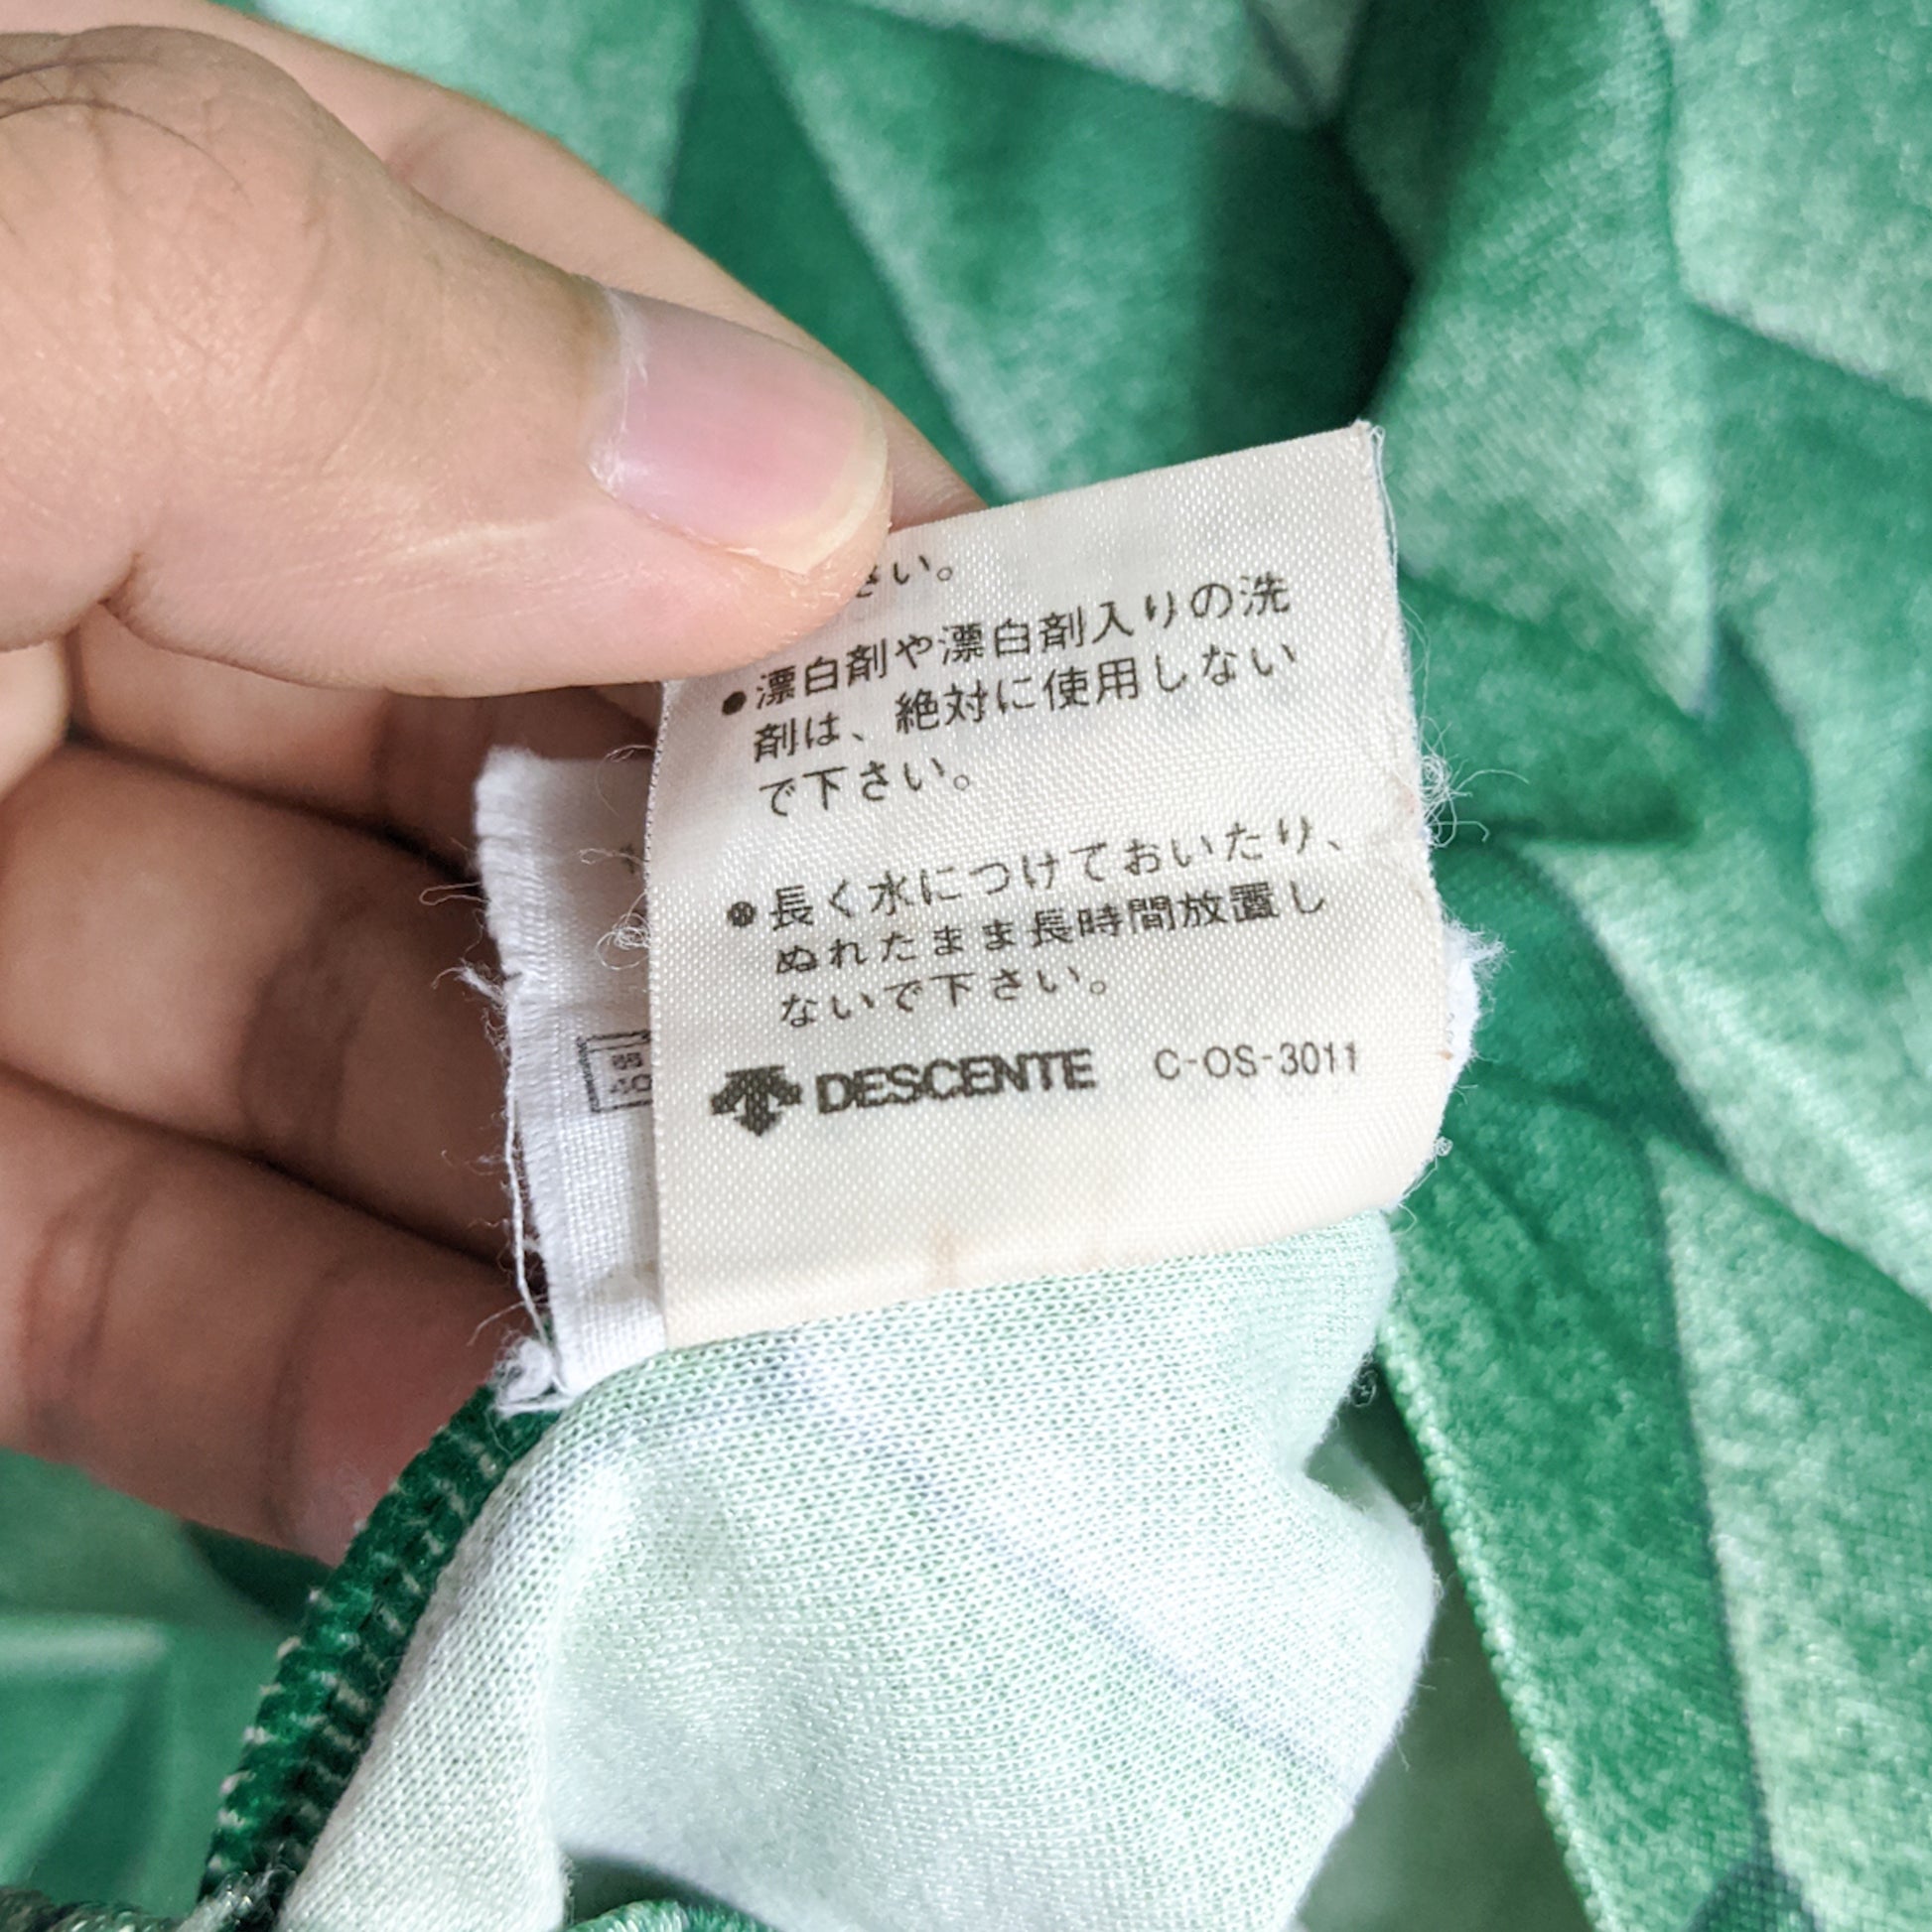 さい。
●漂白剤や漂白剤入りの洗
剤は、絶対に使用しない
で下さい。
●長く水につけておいたり、
ぬれたまま長時間放置し
ないで下さい。
DESCENTE C-OS-3011